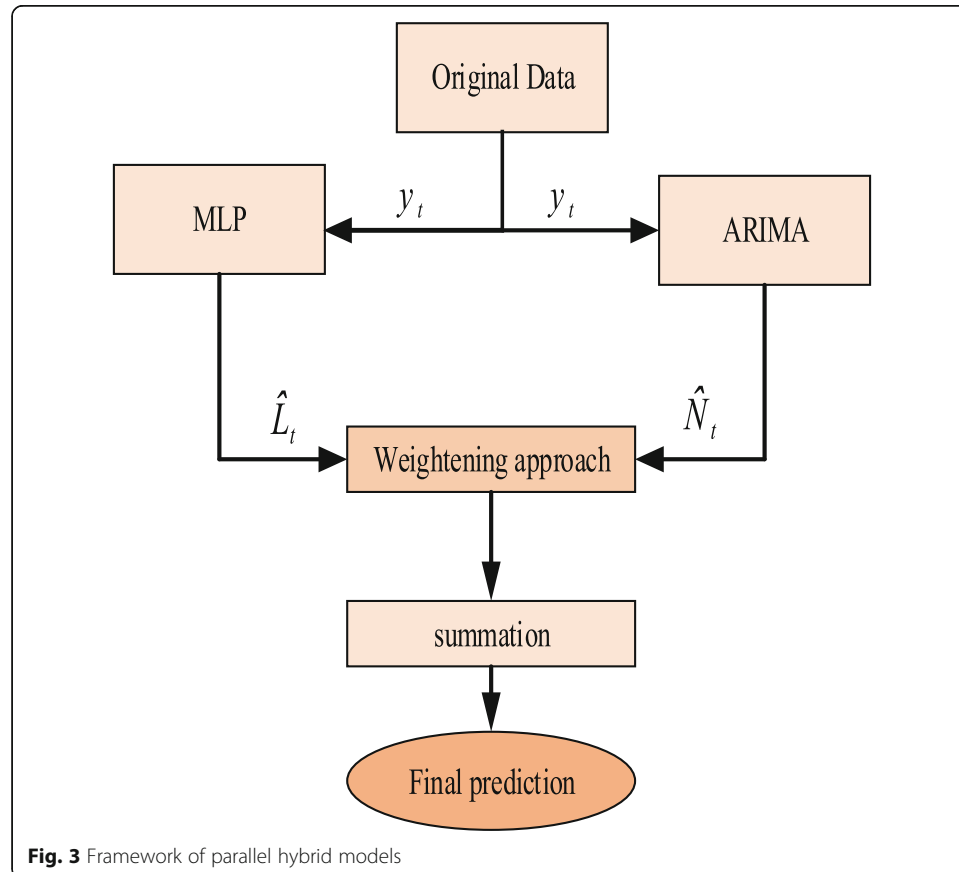 Original Data
y_t
y_t
MLP
ARIMA
L̂_t
N̂_t
Weightening approach
summation
Final prediction
Fig. 3 Framework of parallel hybrid models